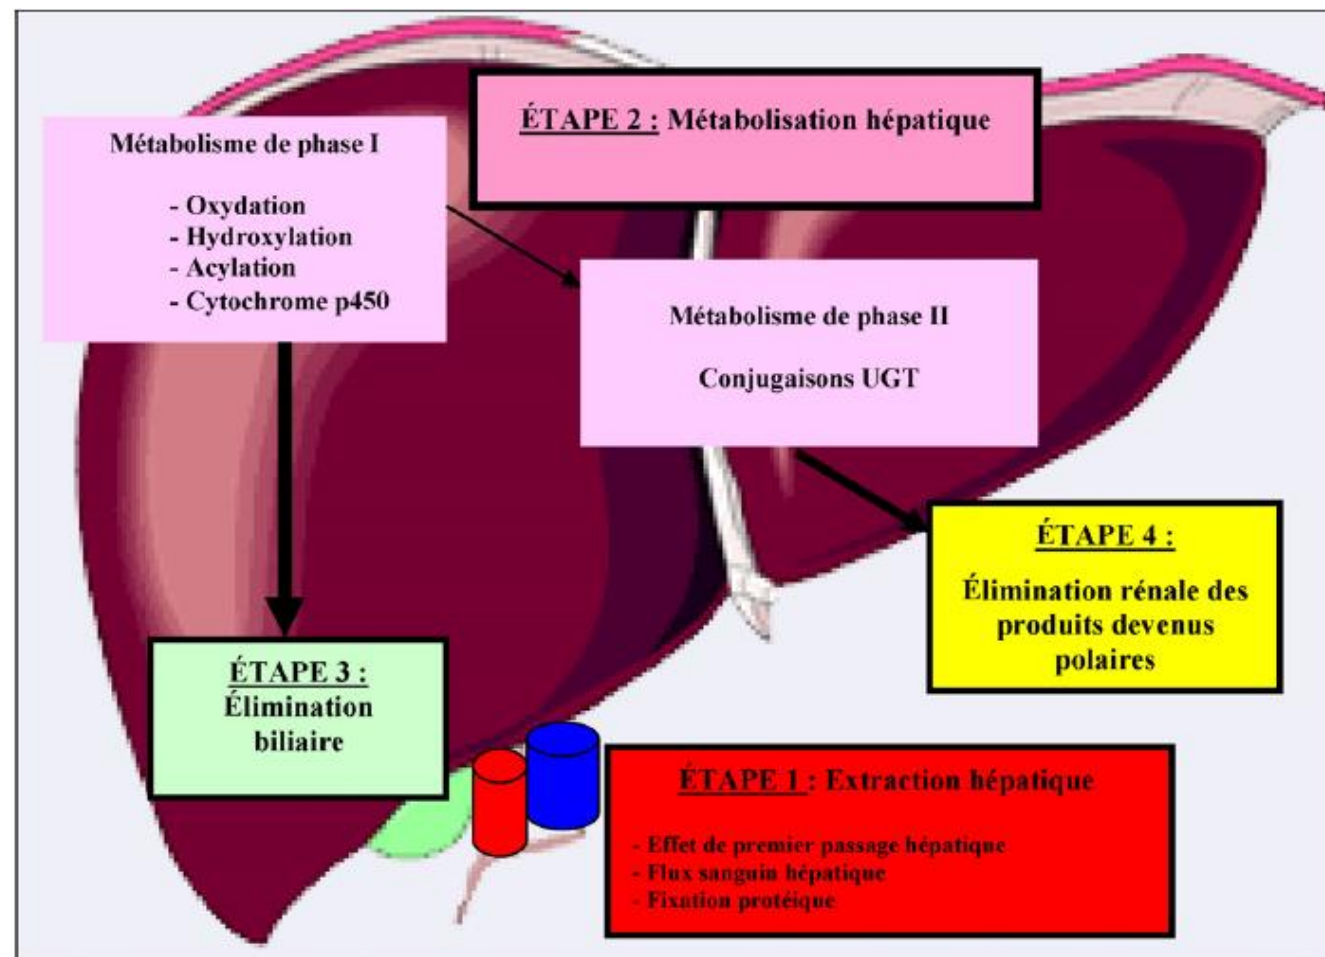 ÉTAPE 2 : Métabolisation hépatique
Métabolisme de phase I
- Oxydation
- Hydroxylation
- Acylation
- Cytochrome p450
Métabolisme de phase II
Conjugaisons UGT
ÉTAPE 4 :
Élimination rénale des
produits devenus
polaires
ÉTAPE 3 :
Élimination
biliaire
ÉTAPE 1 : Extraction hépatique
- Effet de premier passage hépatique
- Flux sanguin hépatique
- Fixation protéique